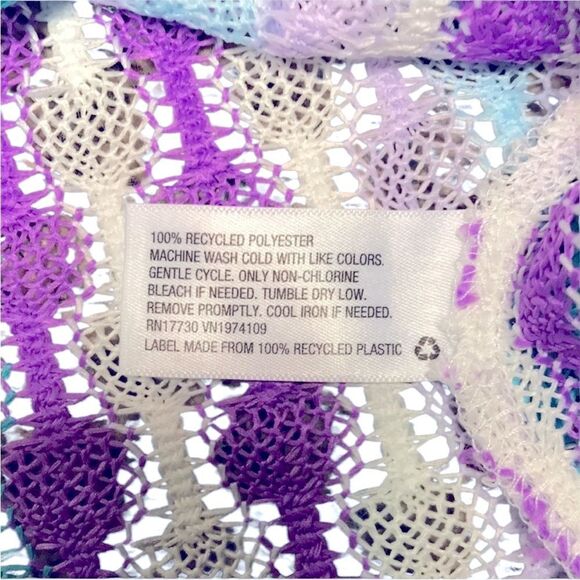 100% RECYCLED POLYESTER
MACHINE WASH COLD WITH LIKE COLORS.
GENTLE CYCLE. ONLY NON-CHLORINE
BLEACH IF NEEDED. TUMBLE DRY LOW.
REMOVE PROMPTLY. COOL IRON IF NEEDED.
RN17730 VN1974109
LABEL MADE FROM 100% RECYCLED PLASTIC